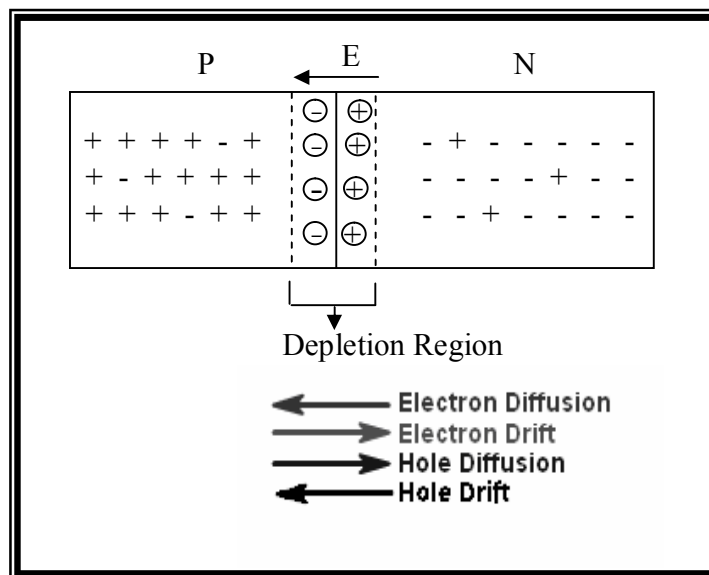 P E N
+ + + + - +
+ - + + + +
+ + + - + +
- + - - - - -
- - - - + -
- - + - - - -
Depletion Region
Electron Diffusion
Electron Drift
Hole Diffusion
Hole Drift